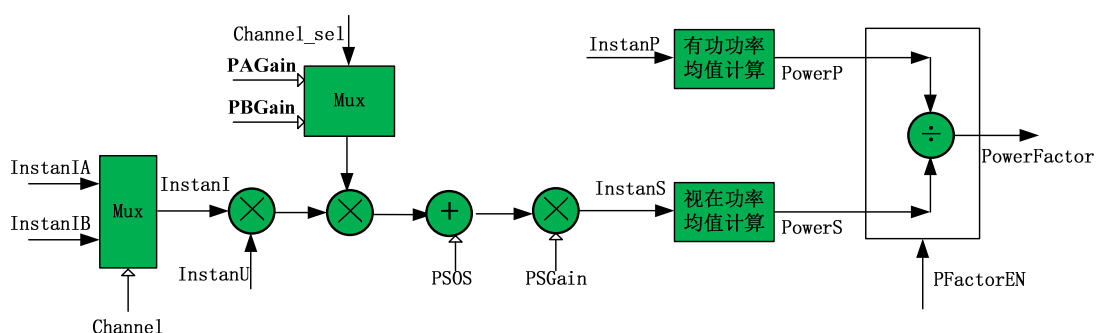 Channel_sel
PAGain
PBGain
Mux
InstanIA
InstanIB
Mux
InstanI
InstanU
Channel
×
×
+
PSOS
×
PSGain
InstanP
有功功率
均值计算
PowerP
InstanS
视在功率
均值计算
PowerS
÷
PowerFactor
PFactorEN